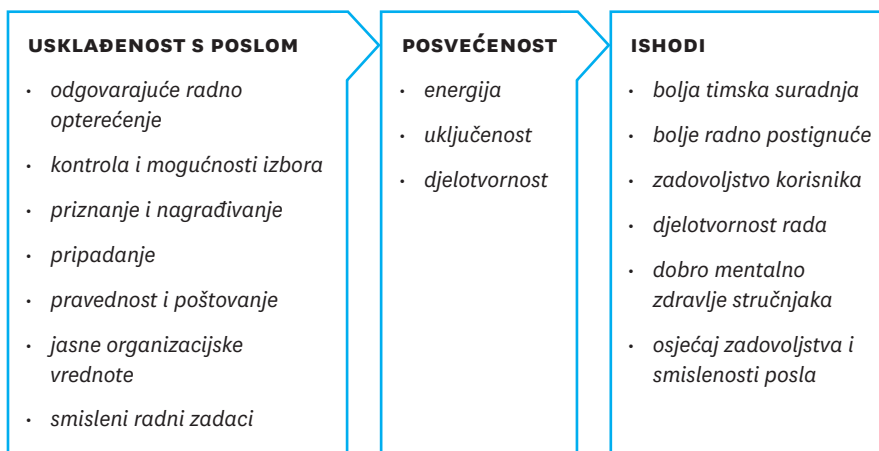 USKLAĐENOST S POSLOM
· odgovarajuće radno
opterećenje
· kontrola i mogućnosti izbora
· priznanje i nagrađivanje
· pripadanje
· pravednost i poštovanje
· jasne organizacijske
vrednote
· smisleni radni zadaci
POSVEĆENOST
· energija
· uključenost
· djelotvornost
ISHODI
· bolja timska suradnja
· bolje radno postignuće
· zadovoljstvo korisnika
· djelotvornost rada
· dobro mentalno
zdravlje stručnjaka
· osjećaj zadovoljstva i
smislenosti posla